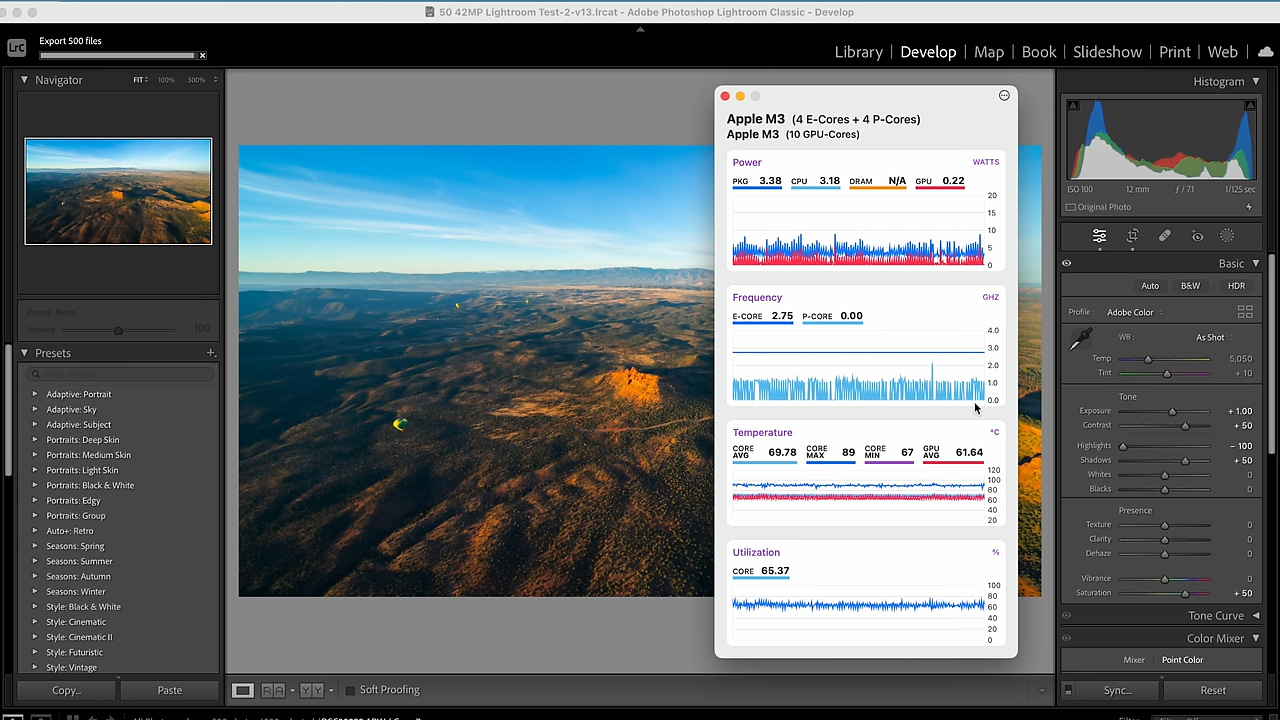 50 42MP Lightroom Test-2-v13.lrcat - Adobe Photoshop Lightroom Classic - Develop
LrC
Export 500 files
Library | Develop | Map | Book | Slideshow | Print | Web
Navigator FIT 100% 300%
Preset: None
Amount 100
Presets
Adaptive: Portrait
Adaptive: Sky
Adaptive: Subject
Portraits: Deep Skin
Portraits: Medium Skin
Portraits: Light Skin
Portraits: Black & White
Portraits: Edgy
Portraits: Group
Auto+: Retro
Seasons: Spring
Seasons: Summer
Seasons: Autumn
Seasons: Winter
Style: Black & White
Style: Cinematic
Style: Cinematic II
Style: Futuristic
Style: Vintage
Copy... Paste
Apple M3 (4 E-Cores + 4 P-Cores)
Apple M3 (10 GPU-Cores)
Power WATTS
PKG 3.38 CPU 3.18 DRAM N/A GPU 0.22
20
15
10
5
0
Frequency GHZ
E-CORE 2.75 P-CORE 0.00
4.0
3.0
2.0
1.0
0.0
Temperature °C
CORE AVG 69.78 CORE MAX 89 CORE MIN 67 GPU AVG 61.64
120
100
80
60
40
20
Utilization %
CORE 65.37
100
80
60
40
20
0
RA YY Soft Proofing
Histogram
ISO 100 12 mm ƒ / 7.1 1/125 sec
Original Photo
Basic
Auto B&W HDR
Profile : Adobe Color
WB : As Shot
Temp 5,050
Tint + 10
Tone
Exposure + 1.00
Contrast + 50
Highlights − 100
Shadows + 50
Whites 0
Blacks 0
Presence
Texture 0
Clarity 0
Dehaze 0
Vibrance 0
Saturation + 50
Tone Curve
Color Mixer
Mixer Point Color
Sync... Reset